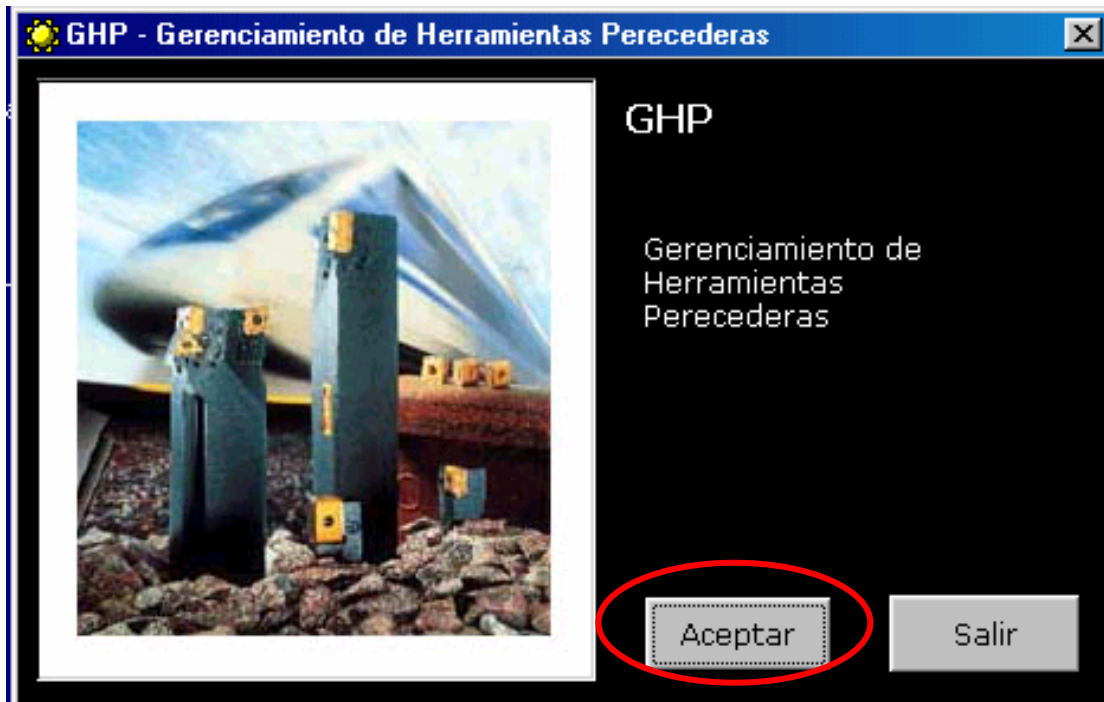 GHP - Gerenciamiento de Herramientas Perecederas
GHP
Gerenciamiento de
Herramientas
Perecederas
Aceptar
Salir